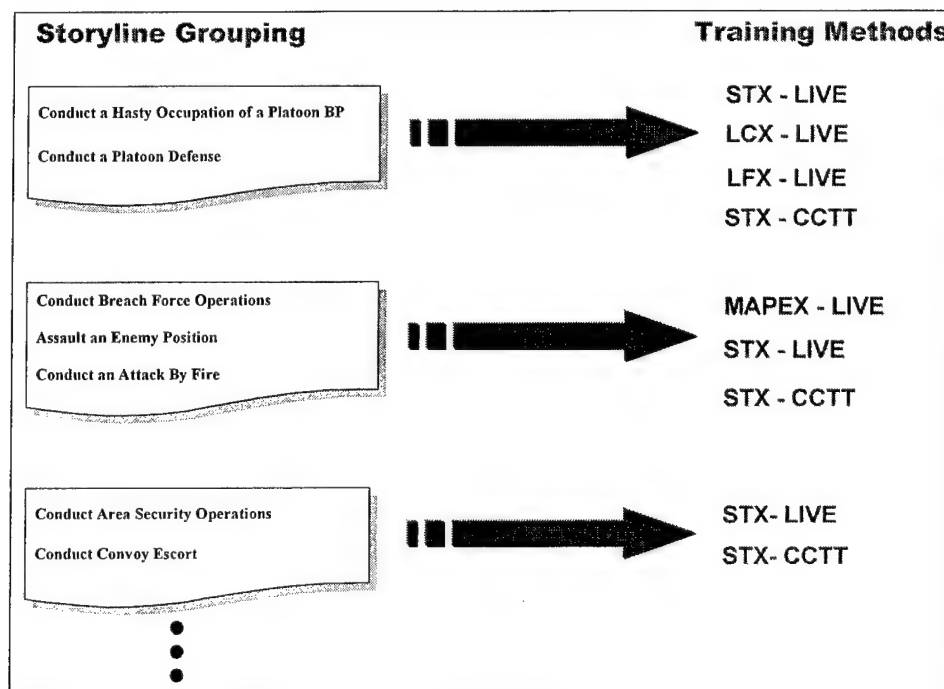 Storyline Grouping
Training Methods
Conduct a Hasty Occupation of a Platoon BP
Conduct a Platoon Defense
STX - LIVE
LCX - LIVE
LFX - LIVE
STX - CCTT
Conduct Breach Force Operations
Assault an Enemy Position
Conduct an Attack By Fire
MAPEX - LIVE
STX - LIVE
STX - CCTT
Conduct Area Security Operations
Conduct Convoy Escort
STX- LIVE
STX- CCTT